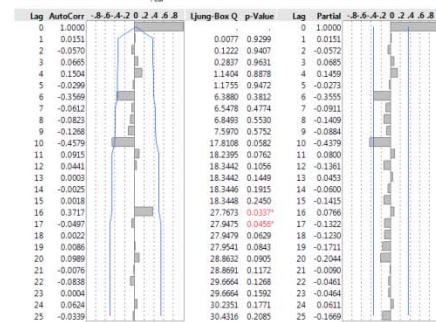 Lag AutoCorr -.8-.6-.4-.2 0 .2 .4 .6 .8 Ljung-Box Q p-Value Lag Partial -.8-.6-.4-.2 0 .2 .4 .6 .8
0 1.0000 . . 0 1.0000
1 0.0151 0.0077 0.9299 1 0.0151
2 -0.0570 0.1222 0.9407 2 -0.0572
3 0.0665 0.2837 0.9631 3 0.0685
4 0.1504 1.1404 0.8878 4 0.1459
5 -0.0299 1.1755 0.9472 5 -0.0273
6 -0.3569 6.3880 0.3812 6 -0.3555
7 -0.0612 6.5478 0.4774 7 -0.0911
8 -0.0823 6.8493 0.5530 8 -0.1409
9 -0.1268 7.5970 0.5752 9 -0.0884
10 -0.4579 17.8108 0.0582 10 -0.4379
11 0.0915 18.2395 0.0762 11 0.0800
12 0.0441 18.3442 0.1056 12 -0.1361
13 0.0003 18.3442 0.1449 13 0.0453
14 -0.0025 18.3446 0.1915 14 -0.0600
15 0.0018 18.3448 0.2450 15 -0.1415
16 0.3717 27.7673 0.0337* 16 0.0766
17 -0.0497 27.9475 0.0456* 17 -0.1322
18 0.0022 27.9479 0.0629 18 -0.1230
19 0.0086 27.9541 0.0843 19 -0.1711
20 0.0989 28.8632 0.0905 20 -0.2044
21 -0.0076 28.8691 0.1172 21 -0.0090
22 -0.0838 29.6664 0.1268 22 -0.0461
23 0.0004 29.6664 0.1592 23 -0.0464
24 0.0624 30.2351 0.1771 24 0.0611
25 -0.0339 30.4316 0.2085 25 -0.1669